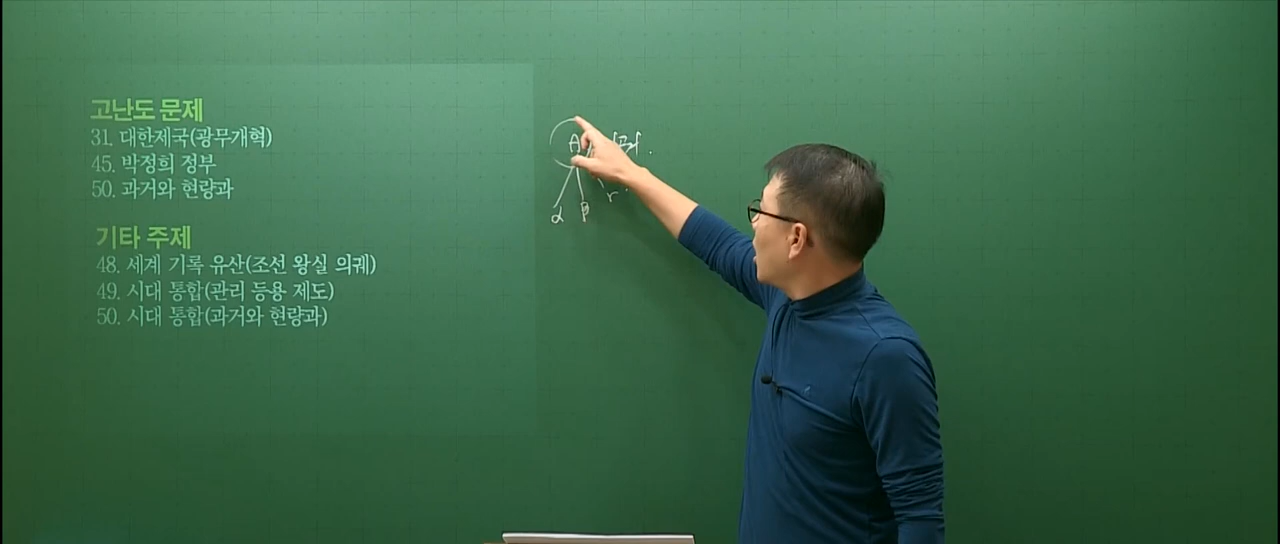 고난도 문제
31. 대한제국(광무개혁)
45. 박정희 정부
50. 과거와 현량과
기타 주제
48. 세계 기록 유산(조선 왕실 의궤)
49. 시대 통합(관리 등용 제도)
50. 시대 통합(과거와 현량과)
A
α β r